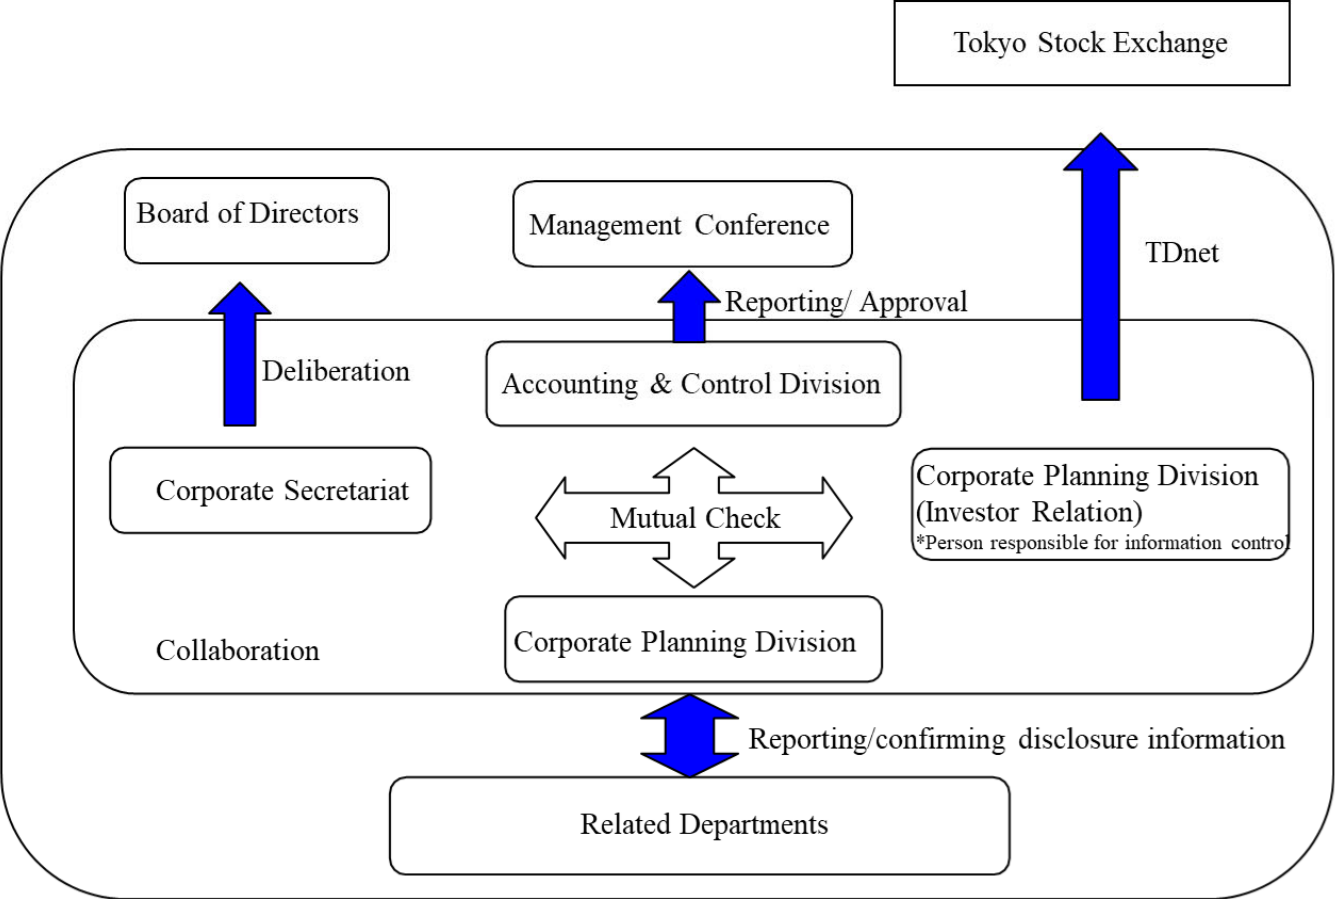 Tokyo Stock Exchange
Board of Directors
Management Conference
TDnet
Reporting/ Approval
Deliberation
Accounting & Control Division
Corporate Secretariat
Mutual Check
Corporate Planning Division
(Investor Relation)
*Person responsible for information control
Corporate Planning Division
Collaboration
Reporting/confirming disclosure information
Related Departments